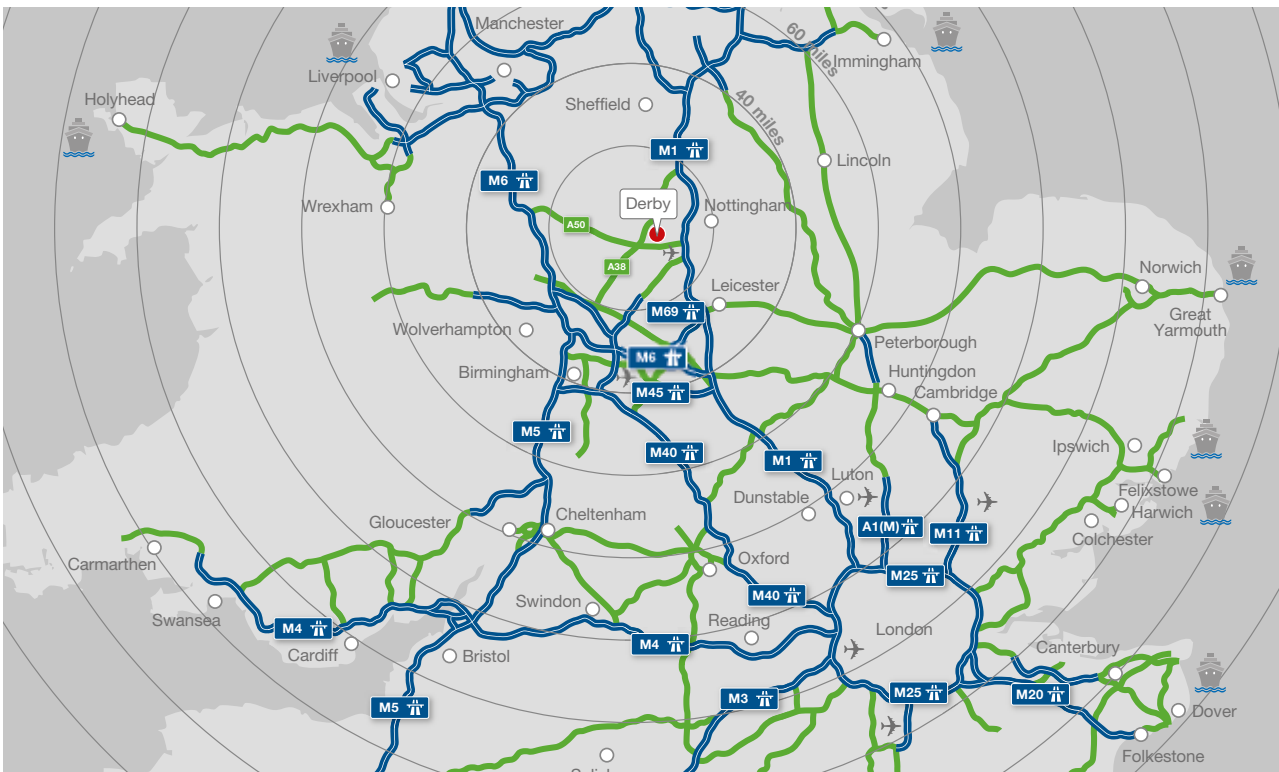 Manchester
60 miles
Immingham
Liverpool
Holyhead
Sheffield
40 miles
M1
Lincoln
M6
Wrexham
Derby
Nottingham
A50
A38
Norwich
Leicester
Great
Yarmouth
M69
Wolverhampton
Peterborough
M6
Birmingham
Huntingdon
M45
Cambridge
M5
M40
M1
Ipswich
Luton
Dunstable
Felixstowe
Harwich
Gloucester
Cheltenham
A1(M)
M11
Colchester
Carmarthen
Oxford
M25
M40
Swindon
Swansea
Reading
M4
London
M4
Cardiff
Bristol
Canterbury
M25
M20
M3
M5
Dover
Folkestone